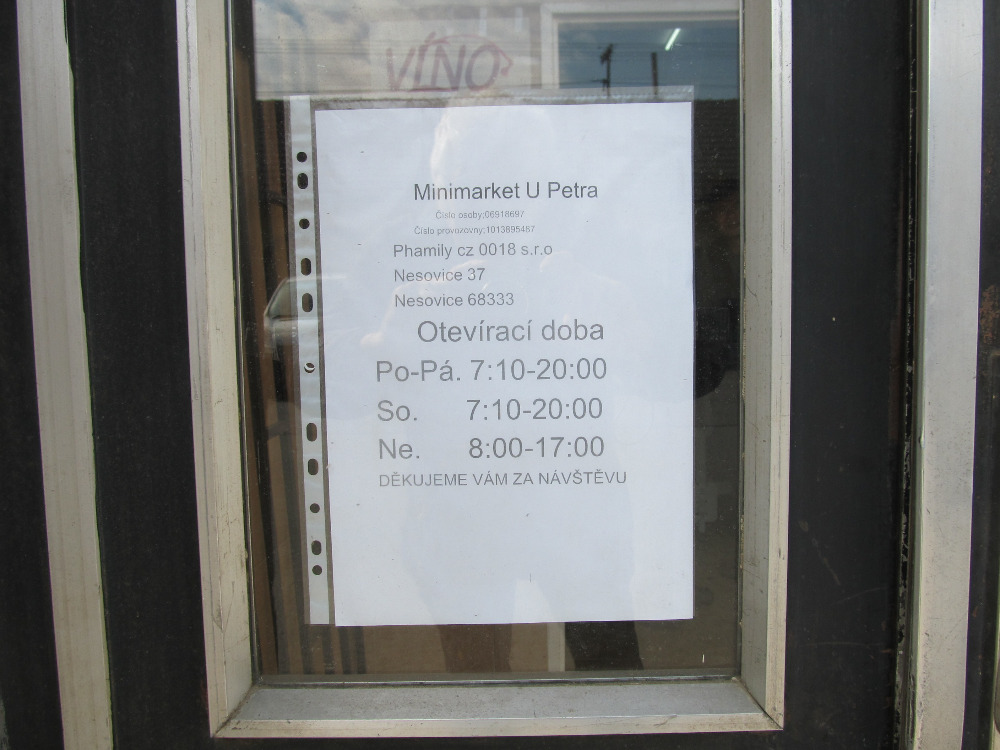 VÍNO
Minimarket U Petra
Číslo osoby:06918697
Číslo provozovny:1013895487
Phamily cz 0018 s.r.o
Nesovice 37
Nesovice 68333
Otevírací doba
Po-Pá. 7:10-20:00
So. 7:10-20:00
Ne. 8:00-17:00
DĚKUJEME VÁM ZA NÁVŠTĚVU